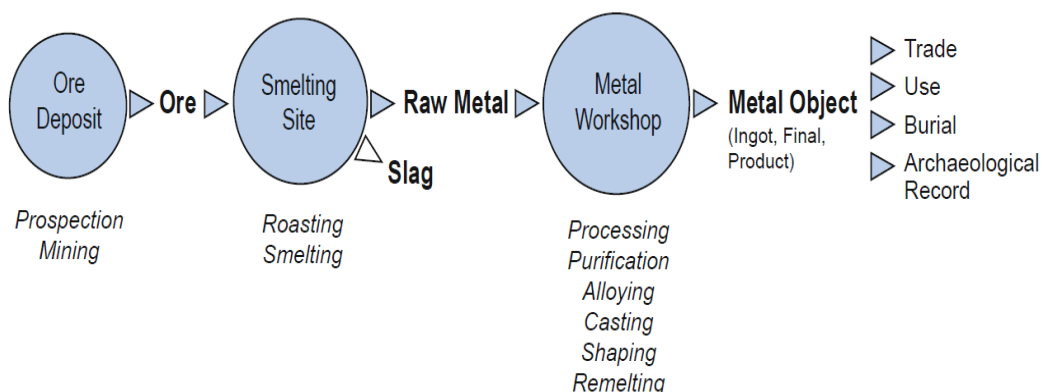 Ore
Deposit
Ore
Smelting
Site
Raw Metal
Slag
Metal
Workshop
Metal Object
(Ingot, Final,
Product)
Trade
Use
Burial
Archaeological
Record
Prospection
Mining
Roasting
Smelting
Processing
Purification
Alloying
Casting
Shaping
Remelting